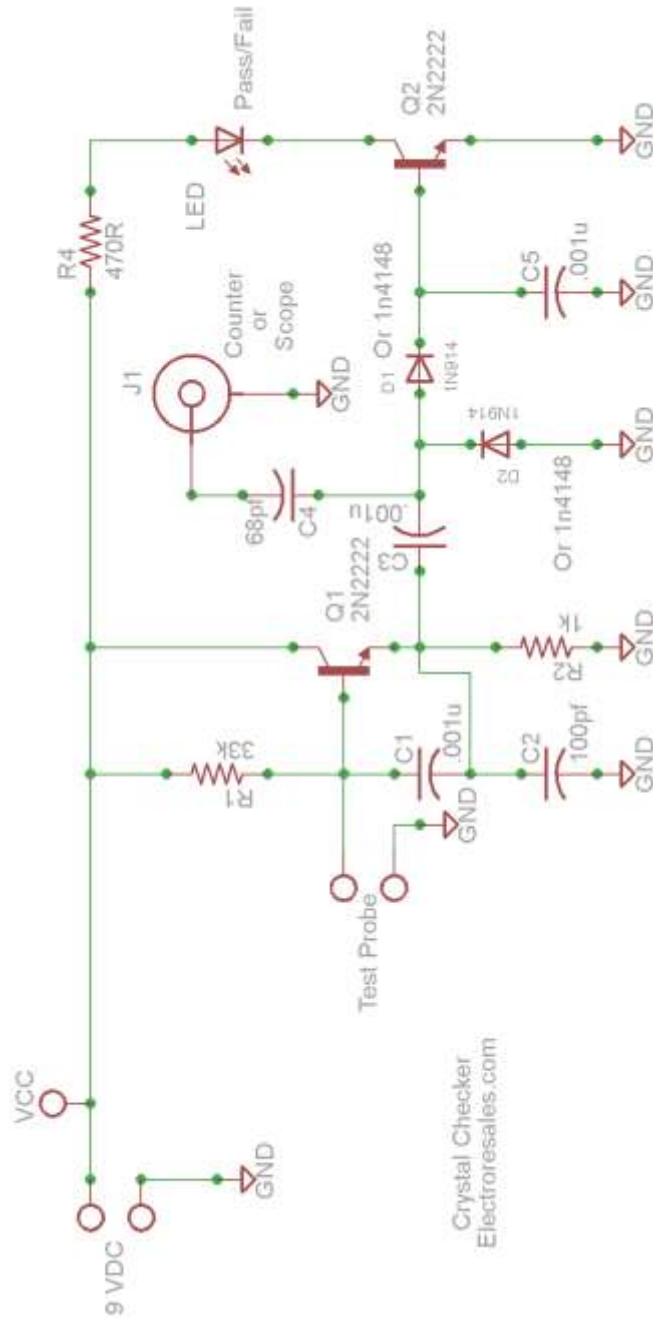 9 VDC
VCC
GND
Crystal Checker
Electroresales.com
Test Probe
GND
R1
33k
C1
.001u
C2
100pf
GND
Q1
2N2222
R2
1k
GND
C3
.001u
68pf
C4
J1
Counter
or
Scope
GND
D2
1N914
Or 1n4148
GND
D1
1N914
Or 1n4148
C5
.001u
GND
R4
470R
LED
Pass/Fail
Q2
2N2222
GND